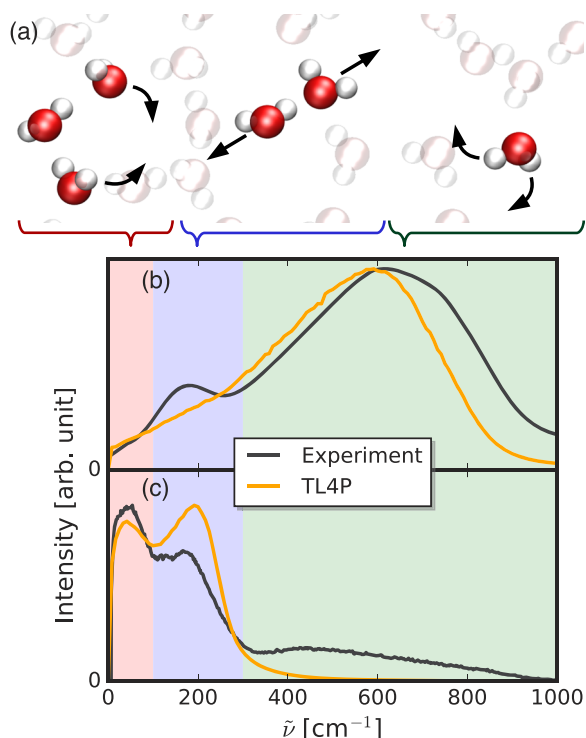 (a)
(b)
0
Experiment
TL4P
(c)
Intensity [arb. unit]
0
0 200 400 600 800 1000
ν̃ [cm⁻¹]